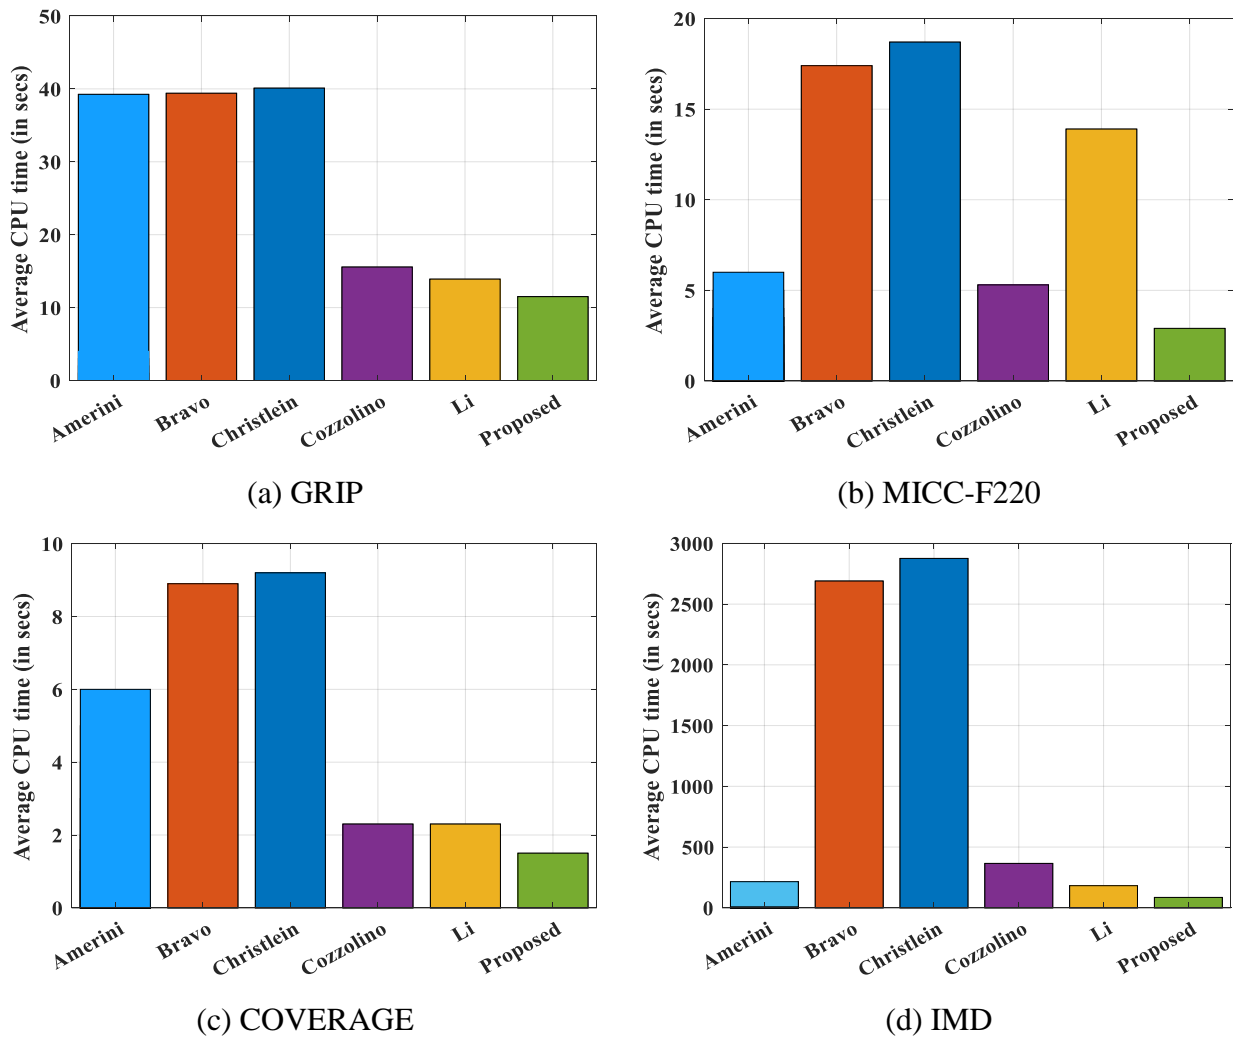 50
40
30
20
10
0
Average CPU time (in secs)
Amerini
Bravo
Christlein
Cozzolino
Li
Proposed
(a) GRIP
20
15
10
5
0
Average CPU time (in secs)
Amerini
Bravo
Christlein
Cozzolino
Li
Proposed
(b) MICC-F220
10
8
6
4
2
0
Average CPU time (in secs)
Amerini
Bravo
Christlein
Cozzolino
Li
Proposed
(c) COVERAGE
3000
2500
2000
1500
1000
500
0
Average CPU time (in secs)
Amerini
Bravo
Christlein
Cozzolino
Li
Proposed
(d) IMD